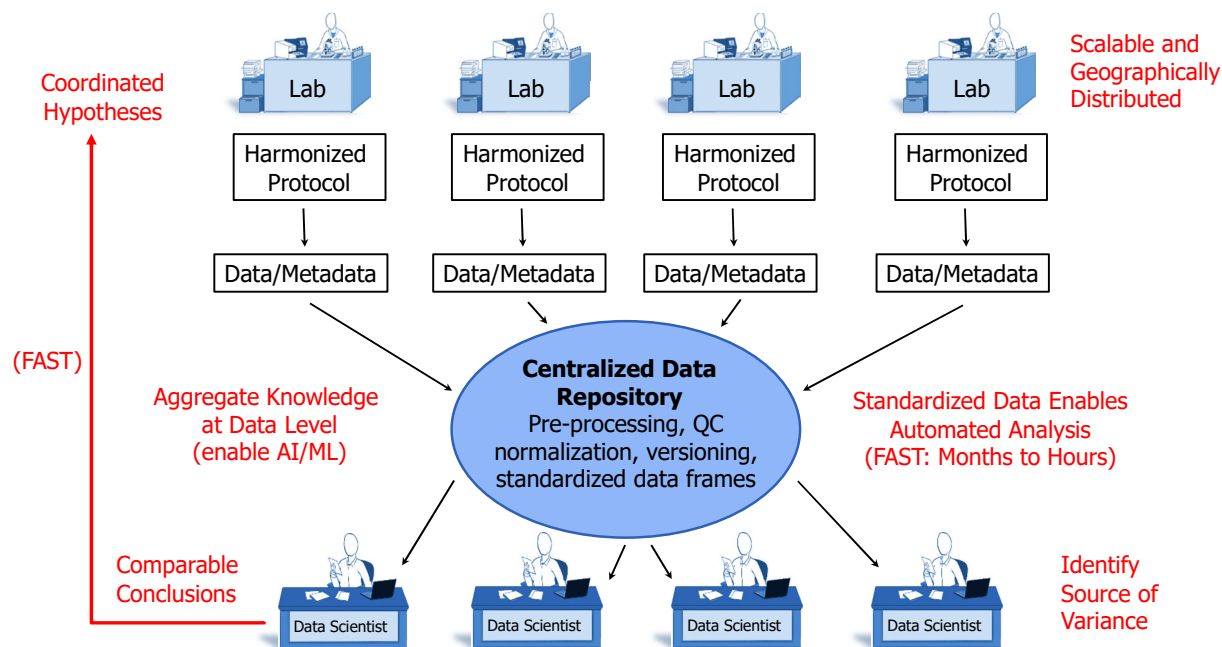 Coordinated
Hypotheses
Lab
Lab
Lab
Lab
Scalable and
Geographically
Distributed
Harmonized
Protocol
Harmonized
Protocol
Harmonized
Protocol
Harmonized
Protocol
Data/Metadata
Data/Metadata
Data/Metadata
Data/Metadata
(FAST)
Aggregate Knowledge
at Data Level
(enable AI/ML)
Centralized Data
Repository
Pre-processing, QC
normalization, versioning,
standardized data frames
Standardized Data Enables
Automated Analysis
(FAST: Months to Hours)
Comparable
Conclusions
Data Scientist
Data Scientist
Data Scientist
Data Scientist
Identify
Source of
Variance